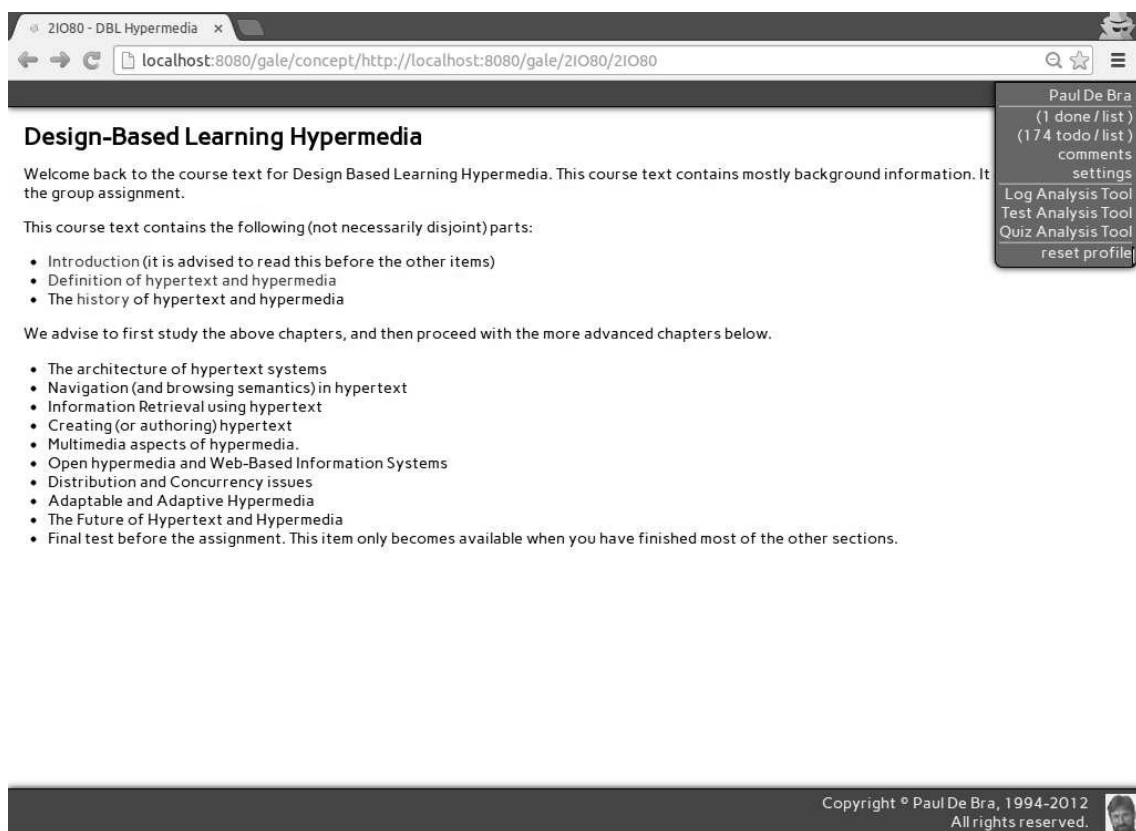 2IO80 - DBL Hypermedia
localhost:8080/gale/concept/http://localhost:8080/gale/2IO80/2IO80
Paul De Bra
(1 done / list )
(174 todo / list )
comments
settings
Log Analysis Tool
Test Analysis Tool
Quiz Analysis Tool
reset profile
Design-Based Learning Hypermedia
Welcome back to the course text for Design Based Learning Hypermedia. This course text contains mostly background information. It
the group assignment.
This course text contains the following (not necessarily disjoint) parts:
• Introduction (it is advised to read this before the other items)
• Definition of hypertext and hypermedia
• The history of hypertext and hypermedia
We advise to first study the above chapters, and then proceed with the more advanced chapters below.
• The architecture of hypertext systems
• Navigation (and browsing semantics) in hypertext
• Information Retrieval using hypertext
• Creating (or authoring) hypertext
• Multimedia aspects of hypermedia.
• Open hypermedia and Web-Based Information Systems
• Distribution and Concurrency issues
• Adaptable and Adaptive Hypermedia
• The Future of Hypertext and Hypermedia
• Final test before the assignment. This item only becomes available when you have finished most of the other sections.
Copyright © Paul De Bra, 1994-2012
All rights reserved.